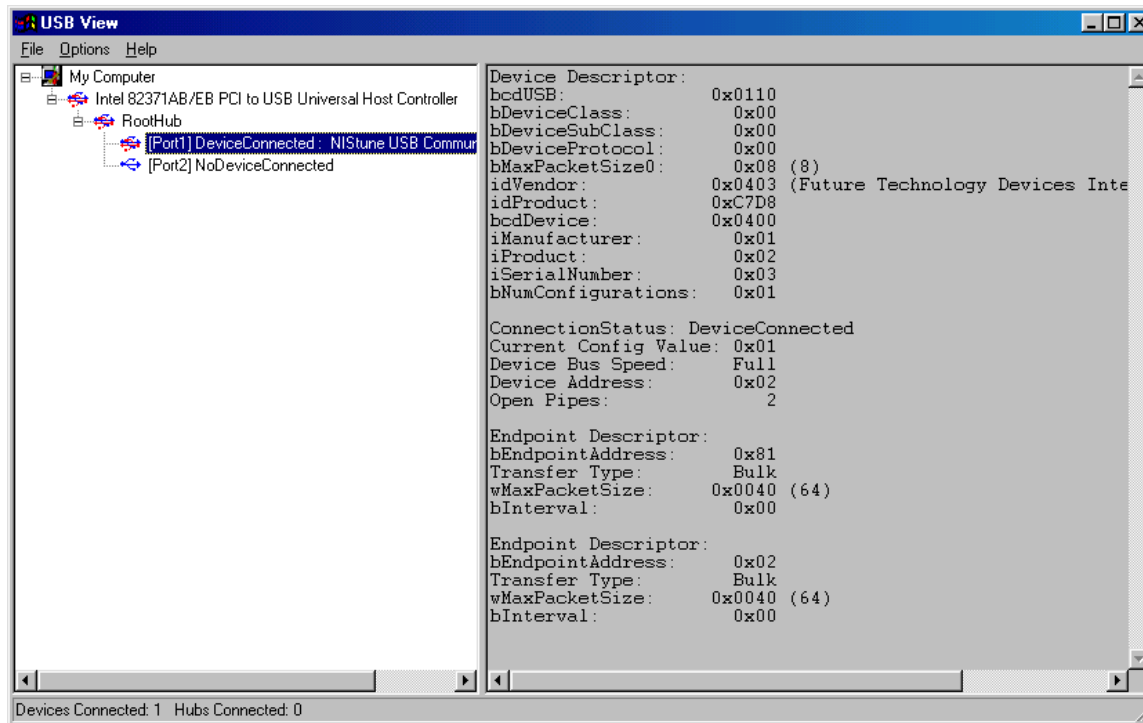 USB View
File Options Help
My Computer
Intel 82371AB/EB PCI to USB Universal Host Controller
RootHub
[Port1] DeviceConnected : NIStune USB Commur
[Port2] NoDeviceConnected
Device Descriptor:
bcdUSB: 0x0110
bDeviceClass: 0x00
bDeviceSubClass: 0x00
bDeviceProtocol: 0x00
bMaxPacketSize0: 0x08 (8)
idVendor: 0x0403 (Future Technology Devices Inte
idProduct: 0xC7D8
bcdDevice: 0x0400
iManufacturer: 0x01
iProduct: 0x02
iSerialNumber: 0x03
bNumConfigurations: 0x01
ConnectionStatus: DeviceConnected
Current Config Value: 0x01
Device Bus Speed: Full
Device Address: 0x02
Open Pipes: 2
Endpoint Descriptor:
bEndpointAddress: 0x81
Transfer Type: Bulk
wMaxPacketSize: 0x0040 (64)
bInterval: 0x00
Endpoint Descriptor:
bEndpointAddress: 0x02
Transfer Type: Bulk
wMaxPacketSize: 0x0040 (64)
bInterval: 0x00
Devices Connected: 1 Hubs Connected: 0